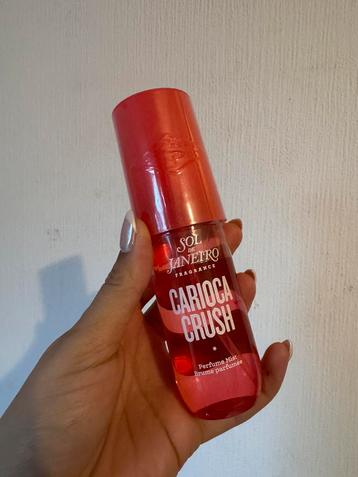 SOL
DE
JANEIRO
FRAGRANCE
CARIOCA
CRUSH
Perfume Mist
Brume parfumée